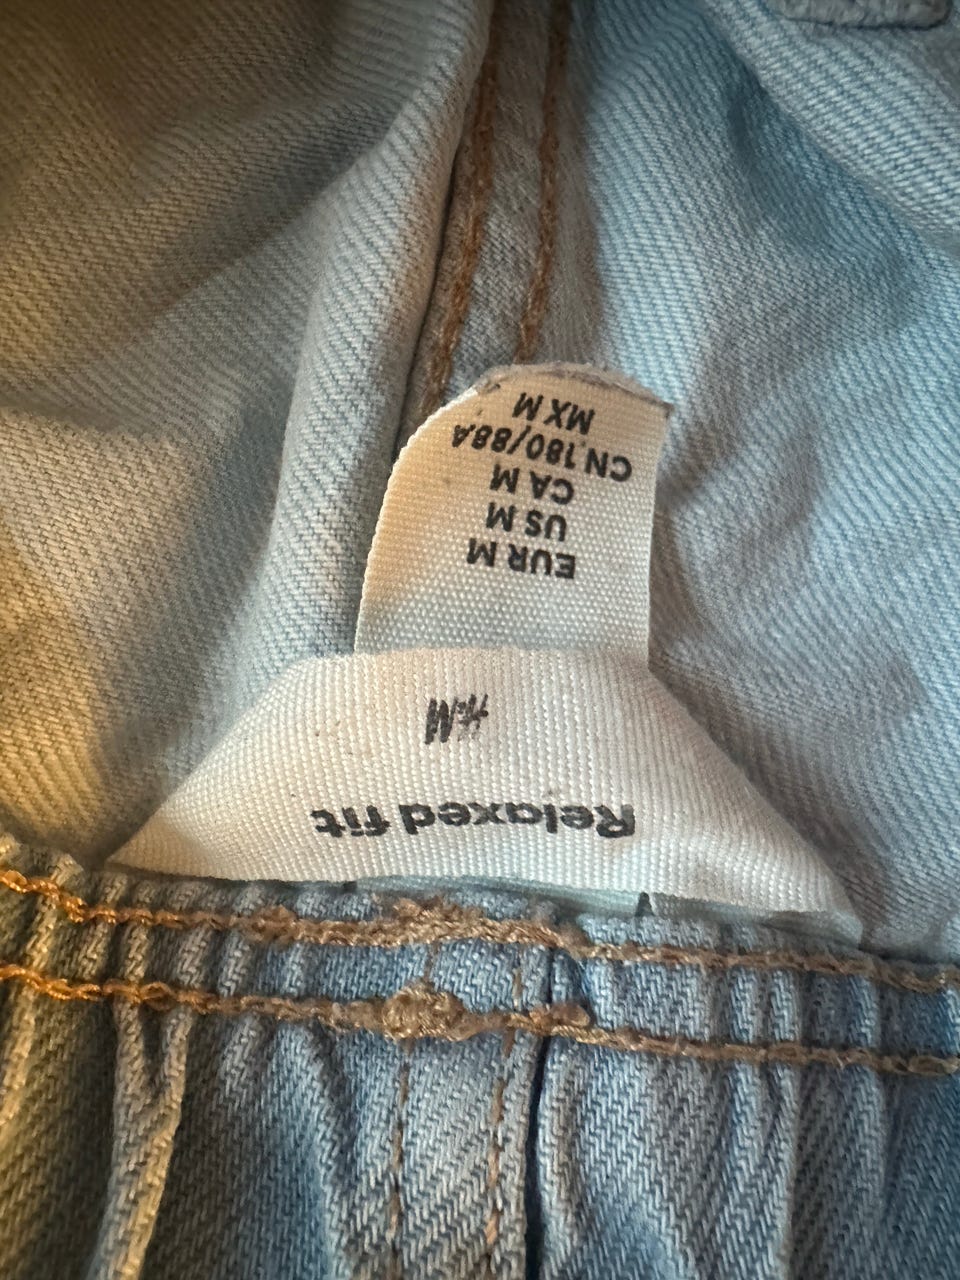 Relaxed fit
H&M
EUR M
US M
CA M
CN 180/88A
MX M